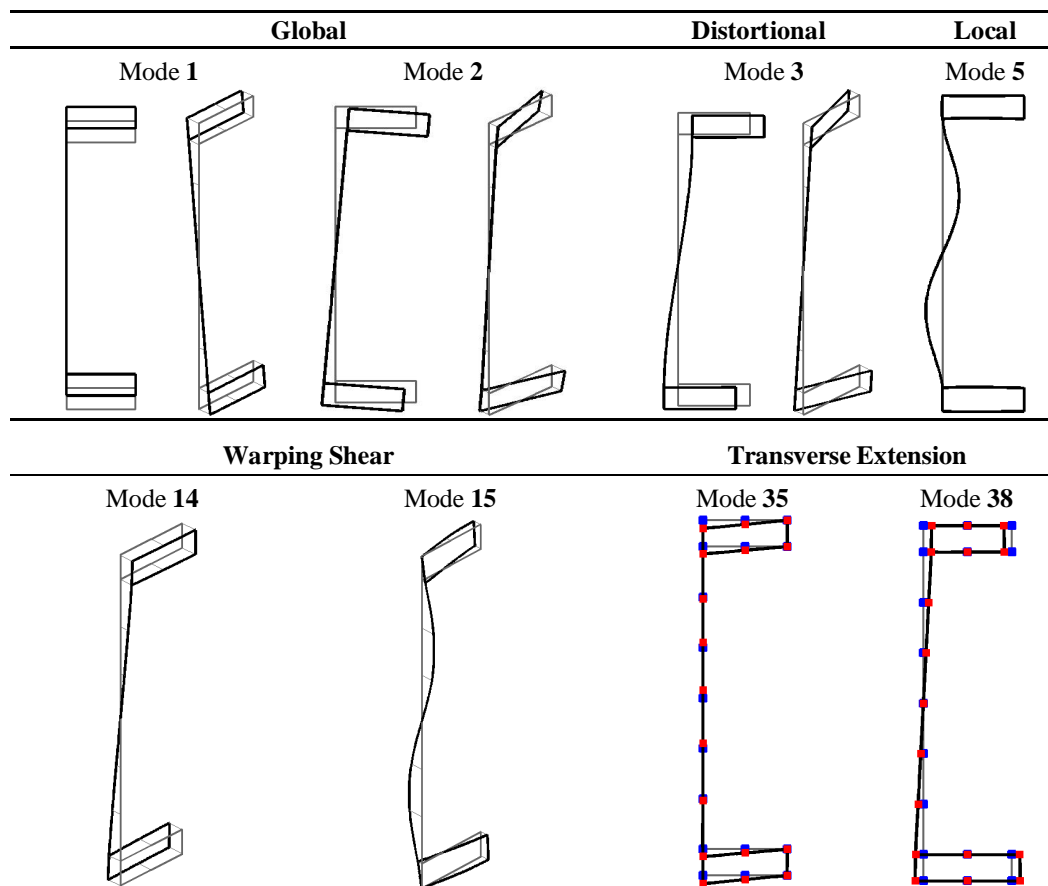 Global Distortional Local
Mode 1 Mode 2 Mode 3 Mode 5
Warping Shear Transverse Extension
Mode 14 Mode 15 Mode 35 Mode 38